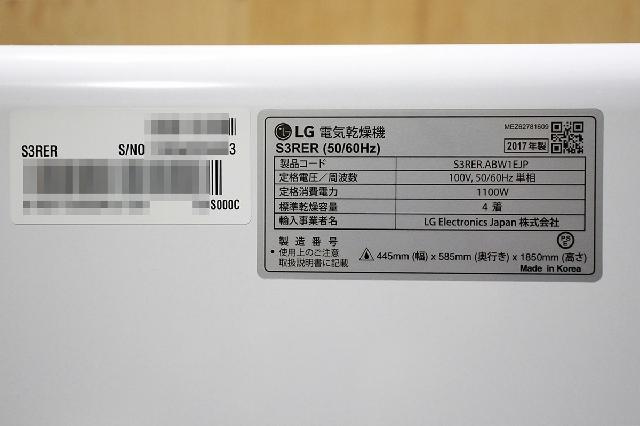 S3RER S/NO 3
S000C
LG 電気乾燥機
MEZ62781609
S3RER (50/60Hz)
2017 年製
製品コード S3RER.ABW1EJP
定格電圧／周波数 100V, 50/60Hz 単相
定格消費電力 1100W
標準乾燥容量 4 着
輸入事業者名 LG Electronics Japan 株式会社
製造番号
PS
E
• 使用上のご注意
取扱説明書に記載
445mm (幅) x 585mm (奥行き) x 1850mm (高さ)
Made in Korea